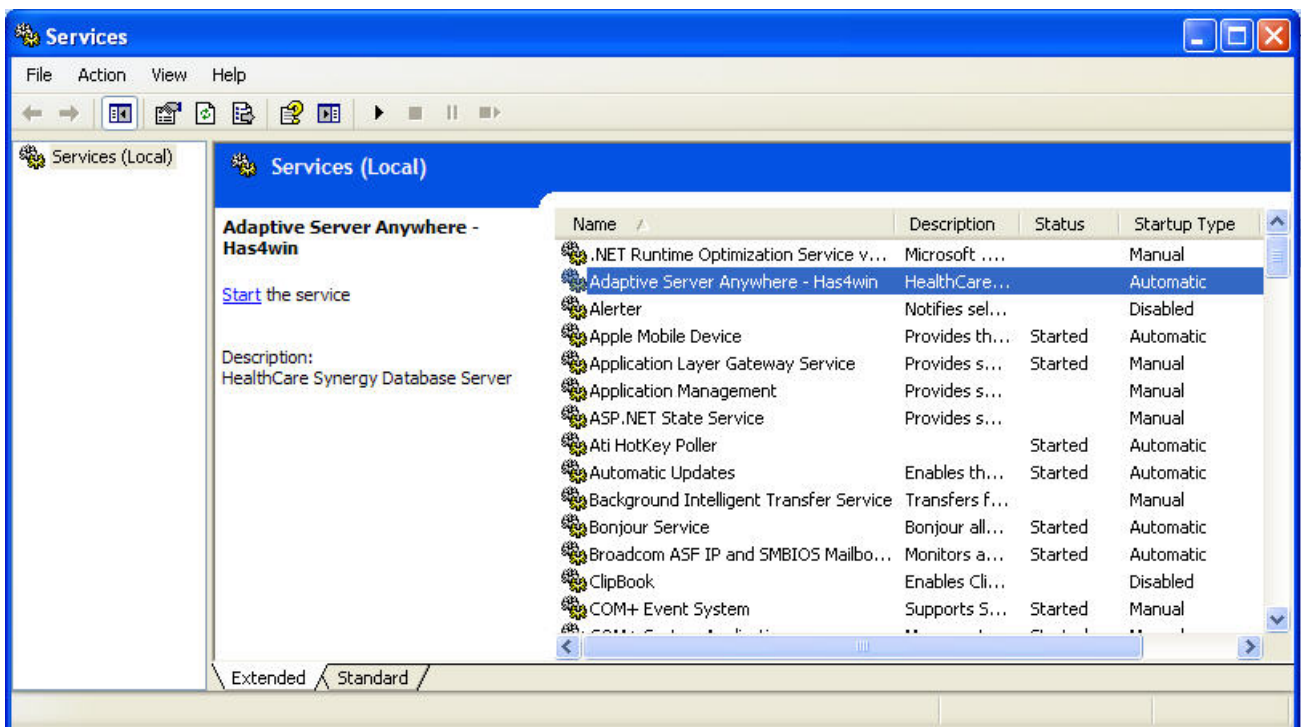 Services
File Action View Help
Services (Local)
Services (Local)
Adaptive Server Anywhere -
Has4win
Start the service
Description:
HealthCare Synergy Database Server
Name Description Status Startup Type
.NET Runtime Optimization Service v... Microsoft .... Manual
Adaptive Server Anywhere - Has4win HealthCare... Automatic
Alerter Notifies sel... Disabled
Apple Mobile Device Provides th... Started Automatic
Application Layer Gateway Service Provides s... Started Manual
Application Management Provides s... Manual
ASP.NET State Service Provides s... Manual
Ati HotKey Poller Started Automatic
Automatic Updates Enables th... Started Automatic
Background Intelligent Transfer Service Transfers f... Manual
Bonjour Service Bonjour all... Started Automatic
Broadcom ASF IP and SMBIOS Mailbo... Monitors a... Started Automatic
ClipBook Enables Cli... Disabled
COM+ Event System Supports S... Started Manual
Extended Standard